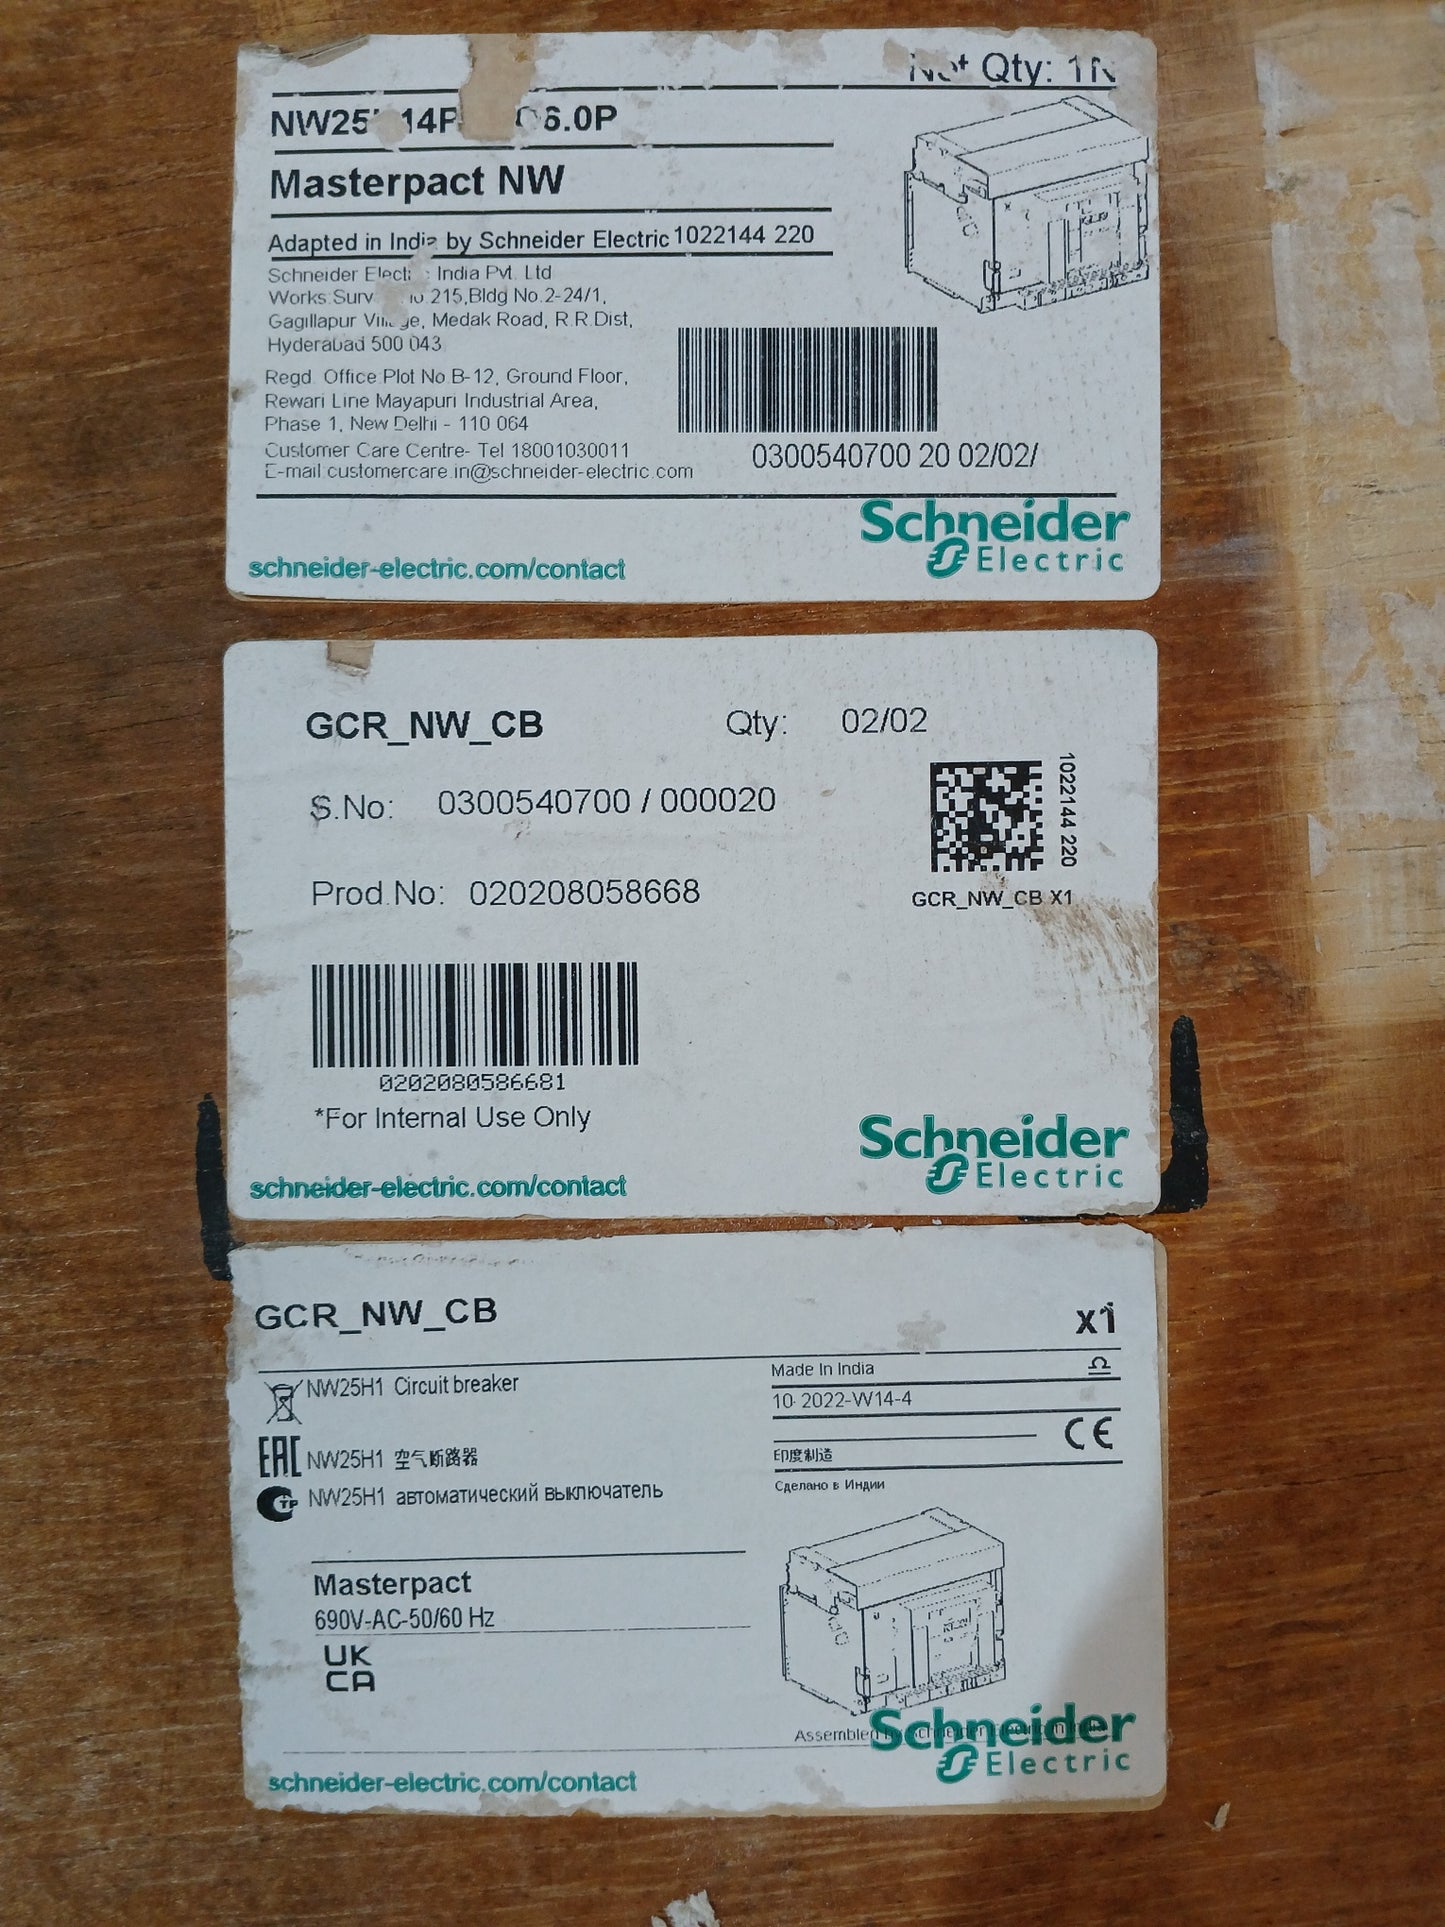 Qty:
6.0P
Masterpact NW
Adapted in India by Schneider Electric 1022144 220
Schneider Electric India Pvt. Ltd
Works:
215,Bldg No.2-24/1,
Gagillapur Village, Medak Road, R.R.Dist,
Hyderabad 500 043
Regd. Office:Plot No.B-12, Ground Floor,
Rewari Line Mayapuri Industrial Area,
Phase 1, New Delhi - 110 064
Customer Care Centre- Tel 18001030011
E-mail:customercare.in@schneider-electric.com
0300540700 20 02/02/
Schneider
Electric
schneider-electric.com/contact
GCR_NW_CB
Qty: 02/02
S.No: 0300540700 / 000020
Prod.No: 020208058668
1022144 220
GCR_NW_CB X1
0202080586681
*For Internal Use Only
Schneider
Electric
schneider-electric.com/contact
GCR_NW_CB
x1
NW25H1 Circuit breaker
EAC NW25H1 空气断路器
NW25H1 автоматический выключатель
Made In India
10-2022-W14-4
CE
印度制造
Сделано в Индии
Masterpact
690V-AC-50/60 Hz
UK
CA
Schneider
Electric
schneider-electric.com/contact